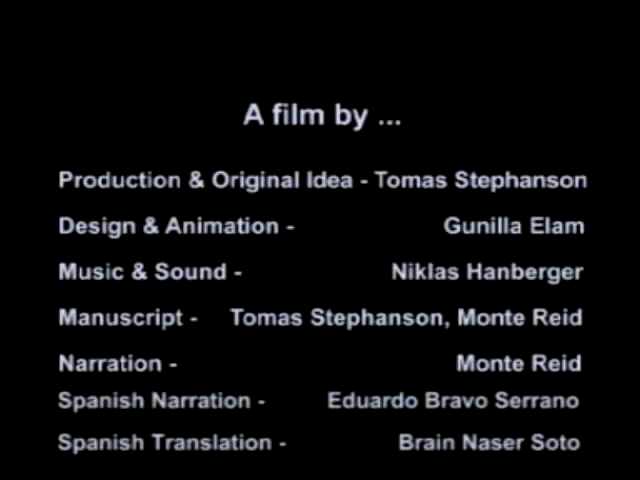 A film by ...
Production & Original Idea - Tomas Stephanson
Design & Animation - Gunilla Elam
Music & Sound - Niklas Hanberger
Manuscript - Tomas Stephanson, Monte Reid
Narration - Monte Reid
Spanish Narration - Eduardo Bravo Serrano
Spanish Translation - Brain Naser Soto